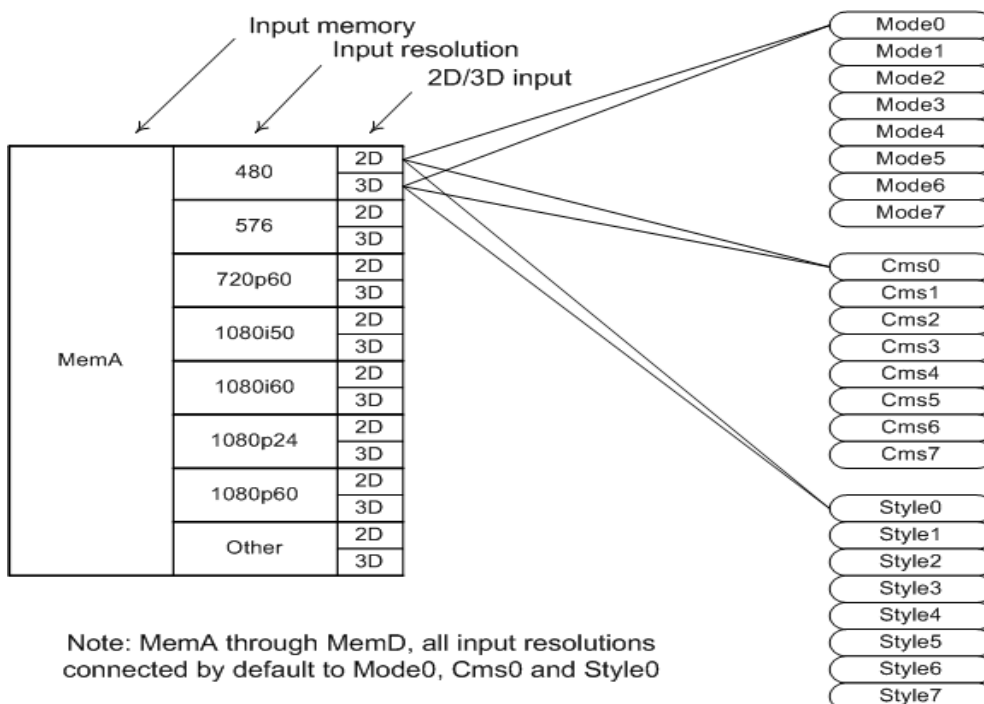 Input memory
Input resolution
2D/3D input
MemA
480
2D
3D
576
2D
3D
720p60
2D
3D
1080i50
2D
3D
1080i60
2D
3D
1080p24
2D
3D
1080p60
2D
3D
Other
2D
3D
Mode0
Mode1
Mode2
Mode3
Mode4
Mode5
Mode6
Mode7
Cms0
Cms1
Cms2
Cms3
Cms4
Cms5
Cms6
Cms7
Style0
Style1
Style2
Style3
Style4
Style5
Style6
Style7
Note: MemA through MemD, all input resolutions
connected by default to Mode0, Cms0 and Style0